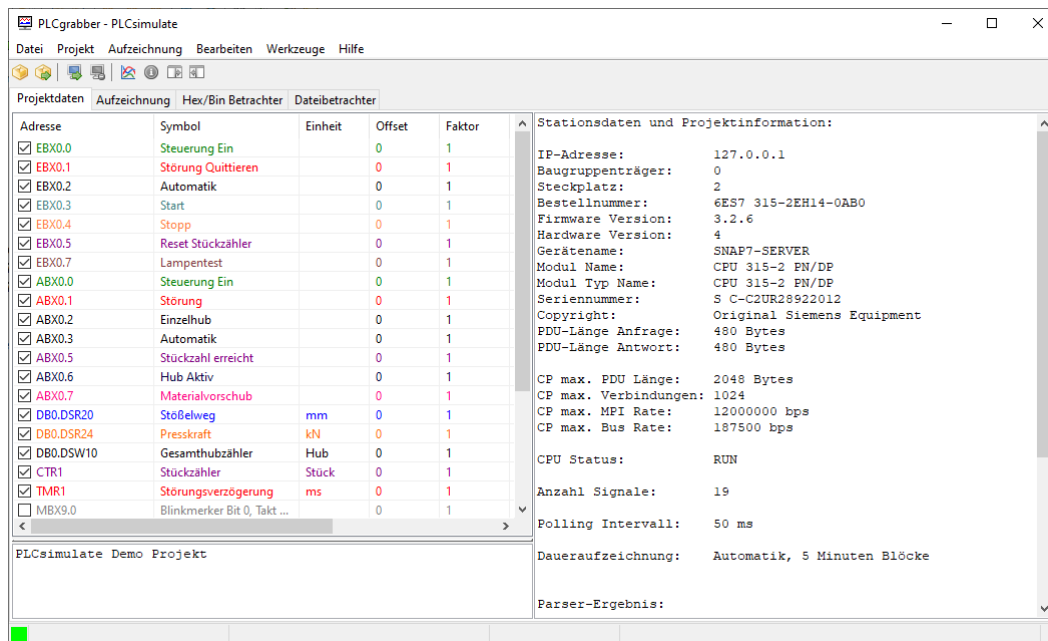 PLCgrabber - PLCsimulate
Datei Projekt Aufzeichnung Bearbeiten Werkzeuge Hilfe
Projektdaten Aufzeichnung Hex/Bin Betrachter Dateibetrachter
Adresse Symbol Einheit Offset Faktor
EBX0.0 Steuerung Ein 0 1
EBX0.1 Störung Quittieren 0 1
EBX0.2 Automatik 0 1
EBX0.3 Start 0 1
EBX0.4 Stopp 0 1
EBX0.5 Reset Stückzähler 0 1
EBX0.7 Lampentest 0 1
ABX0.0 Steuerung Ein 0 1
ABX0.1 Störung 0 1
ABX0.2 Einzelhub 0 1
ABX0.3 Automatik 0 1
ABX0.5 Stückzahl erreicht 0 1
ABX0.6 Hub Aktiv 0 1
ABX0.7 Materialvorschub 0 1
DB0.DSR20 Stößelweg mm 0 1
DB0.DSR24 Presskraft kN 0 1
DB0.DSW10 Gesamthubzähler Hub 0 1
CTR1 Stückzähler Stück 0 1
TMR1 Störungsverzögerung ms 0 1
MBX9.0 Blinkmerker Bit 0, Takt ... 0 1
PLCsimulate Demo Projekt
Stationsdaten und Projektinformation:
IP-Adresse: 127.0.0.1
Baugruppenträger: 0
Steckplatz: 2
Bestellnummer: 6ES7 315-2EH14-0AB0
Firmware Version: 3.2.6
Hardware Version: 4
Gerätename: SNAP7-SERVER
Modul Name: CPU 315-2 PN/DP
Modul Typ Name: CPU 315-2 PN/DP
Seriennummer: S C-C2UR28922012
Copyright: Original Siemens Equipment
PDU-Länge Anfrage: 480 Bytes
PDU-Länge Antwort: 480 Bytes
CP max. PDU Länge: 2048 Bytes
CP max. Verbindungen: 1024
CP max. MPI Rate: 12000000 bps
CP max. Bus Rate: 187500 bps
CPU Status: RUN
Anzahl Signale: 19
Polling Intervall: 50 ms
Daueraufzeichnung: Automatik, 5 Minuten Blöcke
Parser-Ergebnis: